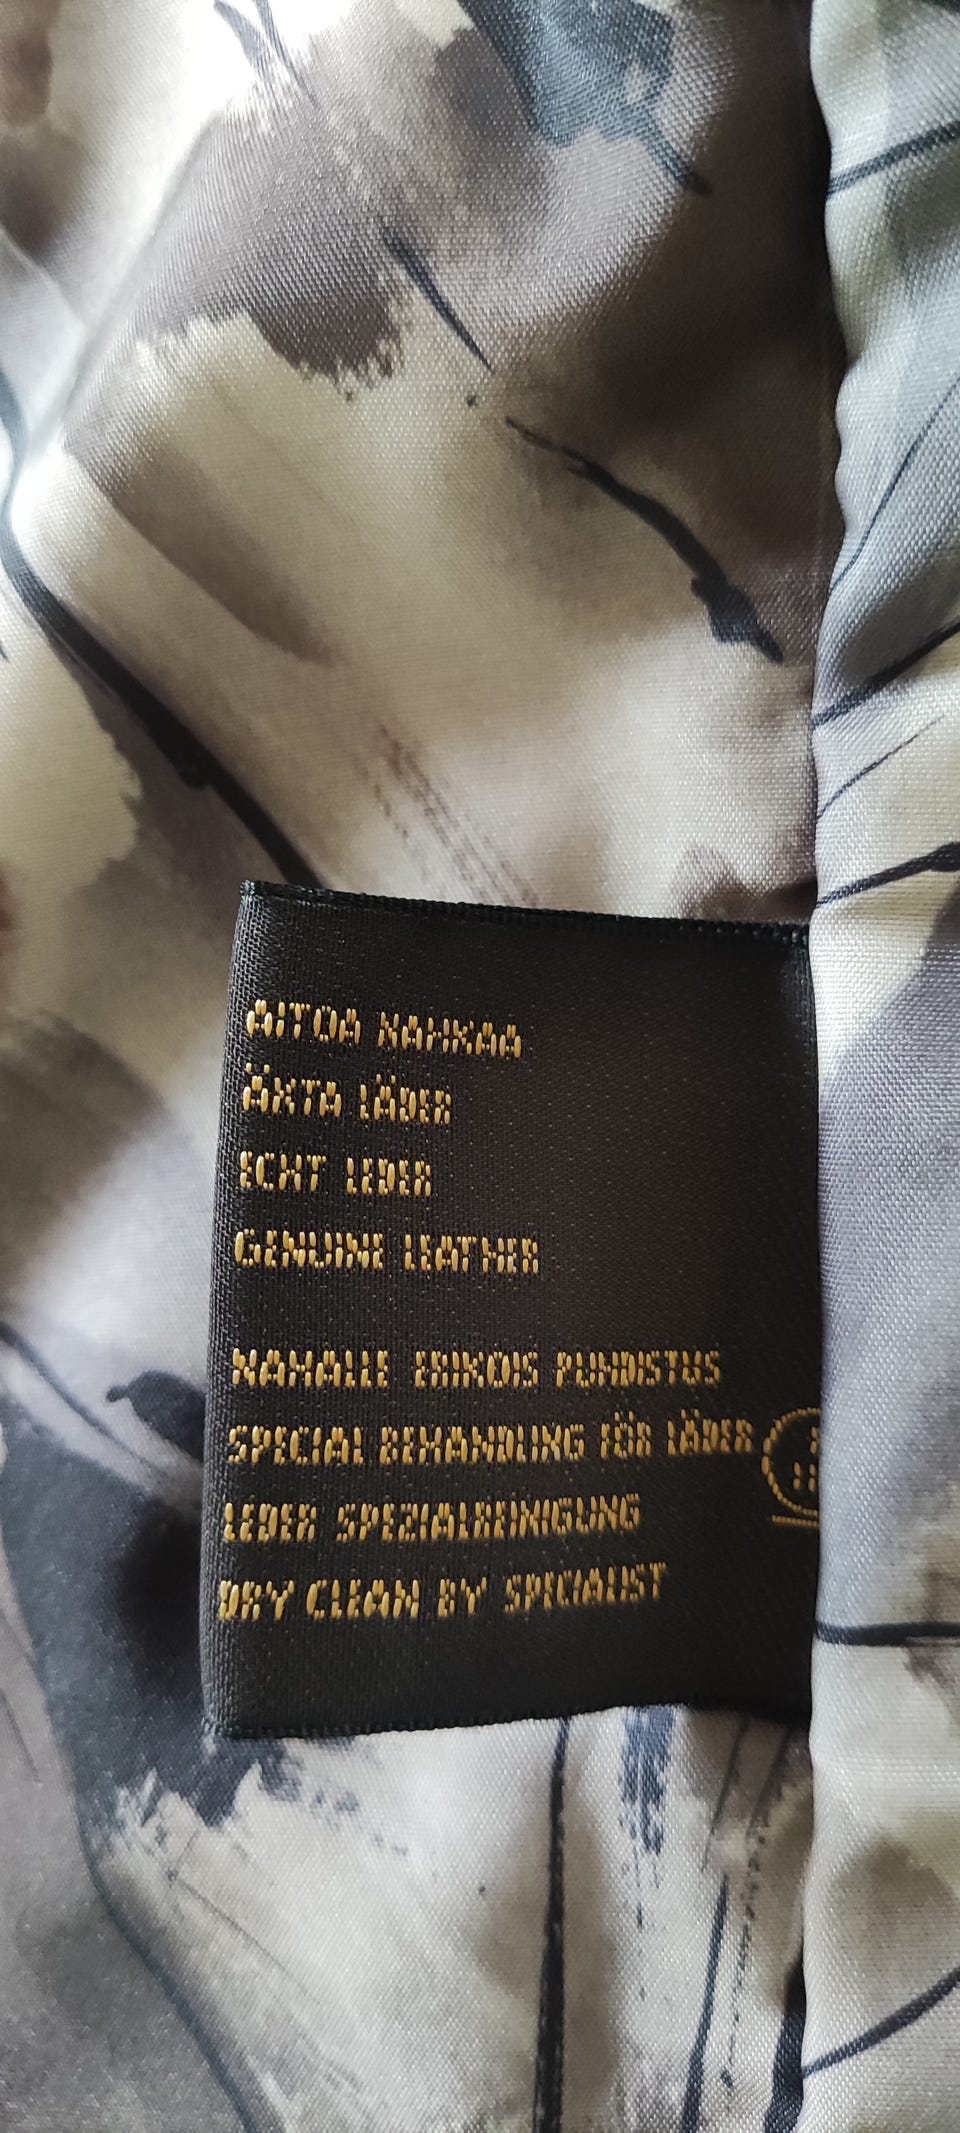 AITOA NAHKAA
ÄKTA LÄDER
ECHT LEDER
GENUINE LEATHER
NAHALLE ERIKOIS PUHDISTUS
SPECIAL BEHANDLING FÖR LÄDER
LEDER SPEZIALREINIGUNG
DRY CLEAN BY SPECIALIST